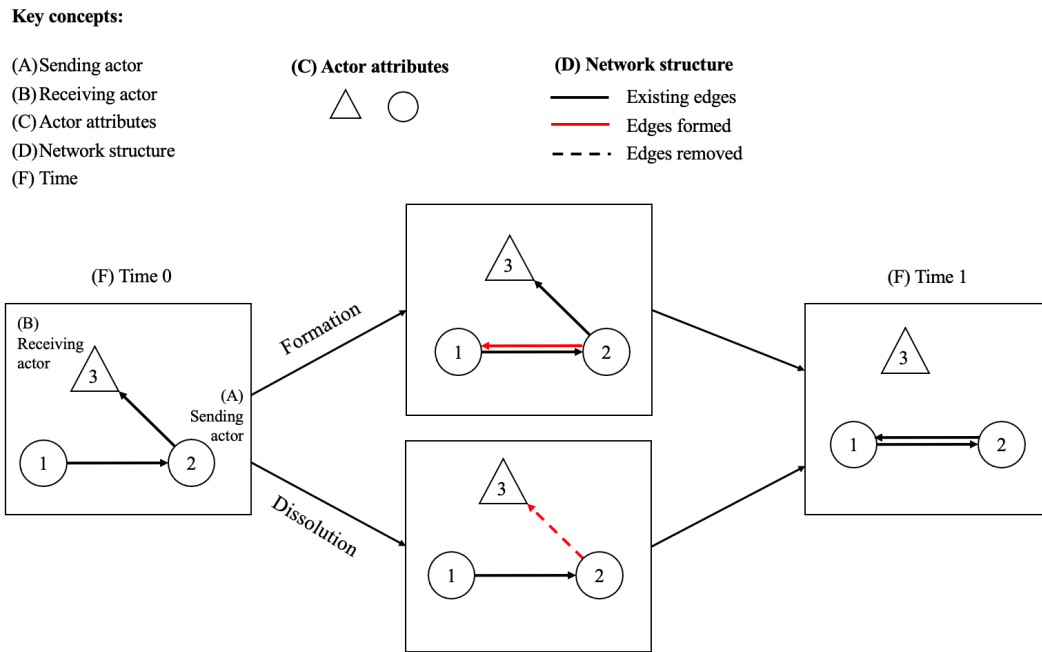 Key concepts:
(A) Sending actor
(B) Receiving actor
(C) Actor attributes
(D) Network structure
(F) Time
(C) Actor attributes
(D) Network structure
Existing edges
Edges formed
Edges removed
(F) Time 0
(B)
Receiving
actor
3
(A)
Sending
actor
1
2
Formation
3
1
2
Dissolution
3
1
2
(F) Time 1
3
1
2